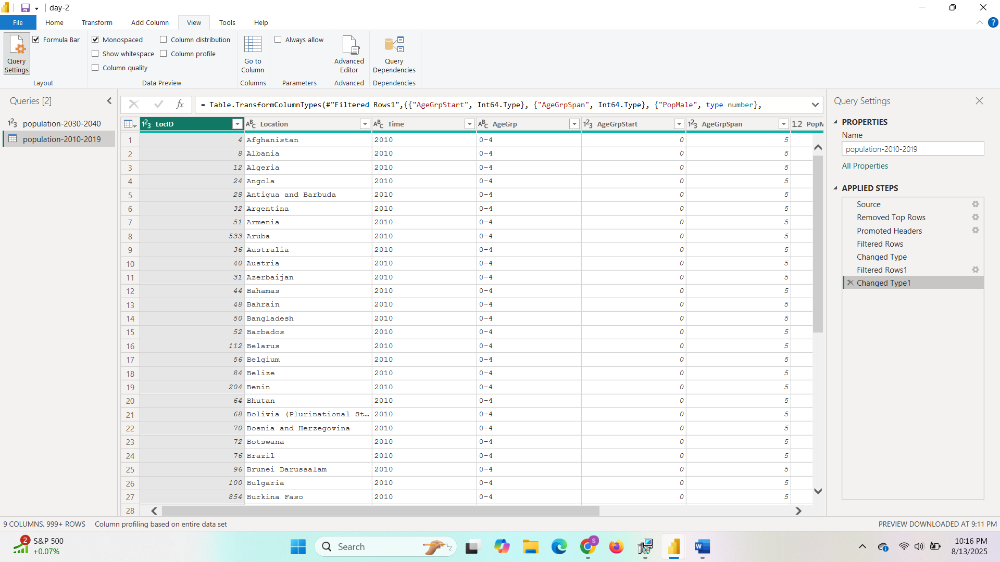 day-2
File Home Transform Add Column View Tools Help
Query Settings
Formula Bar
Layout
Monospaced
Show whitespace
Column quality
Column distribution
Column profile
Data Preview
Go to Column
Columns
Always allow
Parameters
Advanced Editor
Advanced
Query Dependencies
Dependencies
Queries [2]
population-2030-2040
population-2010-2019
fx = Table.TransformColumnTypes(#"Filtered Rows1",{{"AgeGrpStart", Int64.Type}, {"AgeGrpSpan", Int64.Type}, {"PopMale", type number},
123 LocID ABC Location ABC Time ABC AgeGrp 123 AgeGrpStart 123 AgeGrpSpan 1.2 PopM
1 4 Afghanistan 2010 0-4 0 5
2 8 Albania 2010 0-4 0 5
3 12 Algeria 2010 0-4 0 5
4 24 Angola 2010 0-4 0 5
5 28 Antigua and Barbuda 2010 0-4 0 5
6 32 Argentina 2010 0-4 0 5
7 51 Armenia 2010 0-4 0 5
8 533 Aruba 2010 0-4 0 5
9 36 Australia 2010 0-4 0 5
10 40 Austria 2010 0-4 0 5
11 31 Azerbaijan 2010 0-4 0 5
12 44 Bahamas 2010 0-4 0 5
13 48 Bahrain 2010 0-4 0 5
14 50 Bangladesh 2010 0-4 0 5
15 52 Barbados 2010 0-4 0 5
16 112 Belarus 2010 0-4 0 5
17 56 Belgium 2010 0-4 0 5
18 84 Belize 2010 0-4 0 5
19 204 Benin 2010 0-4 0 5
20 64 Bhutan 2010 0-4 0 5
21 68 Bolivia (Plurinational St... 2010 0-4 0 5
22 70 Bosnia and Herzegovina 2010 0-4 0 5
23 72 Botswana 2010 0-4 0 5
24 76 Brazil 2010 0-4 0 5
25 96 Brunei Darussalam 2010 0-4 0 5
26 100 Bulgaria 2010 0-4 0 5
27 854 Burkina Faso 2010 0-4 0 5
28
Query Settings
PROPERTIES
Name
population-2010-2019
All Properties
APPLIED STEPS
Source
Removed Top Rows
Promoted Headers
Filtered Rows
Changed Type
Filtered Rows1
Changed Type1
9 COLUMNS, 999+ ROWS Column profiling based on entire data set PREVIEW DOWNLOADED AT 9:11 PM
2
S&P 500
+0.07%
Search
S
W
10:16 PM
8/13/2025